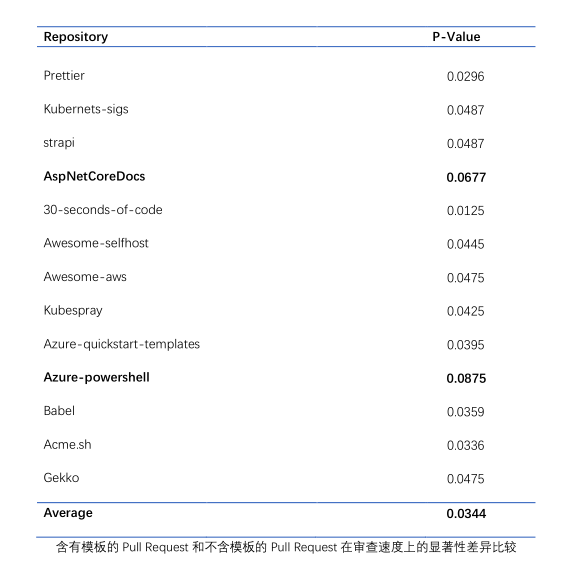 Repository P-Value
Prettier 0.0296
Kubernets-sigs 0.0487
strapi 0.0487
AspNetCoreDocs 0.0677
30-seconds-of-code 0.0125
Awesome-selfhost 0.0445
Awesome-aws 0.0475
Kubespray 0.0425
Azure-quickstart-templates 0.0395
Azure-powershell 0.0875
Babel 0.0359
Acme.sh 0.0336
Gekko 0.0475
Average 0.0344
含有模板的 Pull Request 和不含模板的 Pull Request 在审查速度上的显著性差异比较